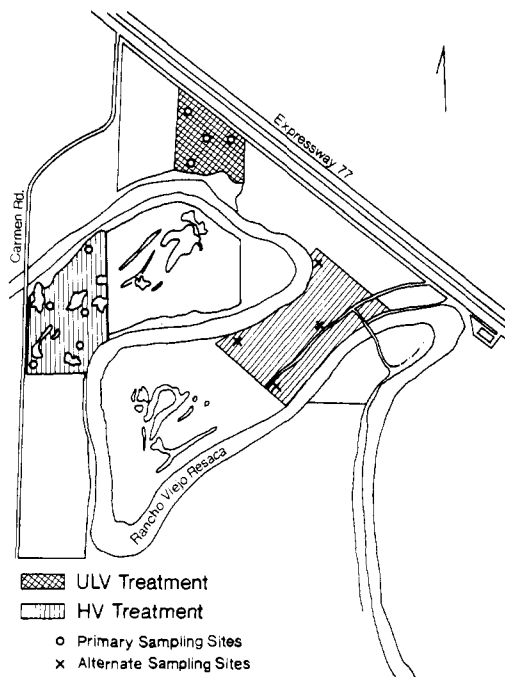 Expressway 77
Carmen Rd.
Rancho Viejo Resaca
ULV Treatment
HV Treatment
Primary Sampling Sites
Alternate Sampling Sites